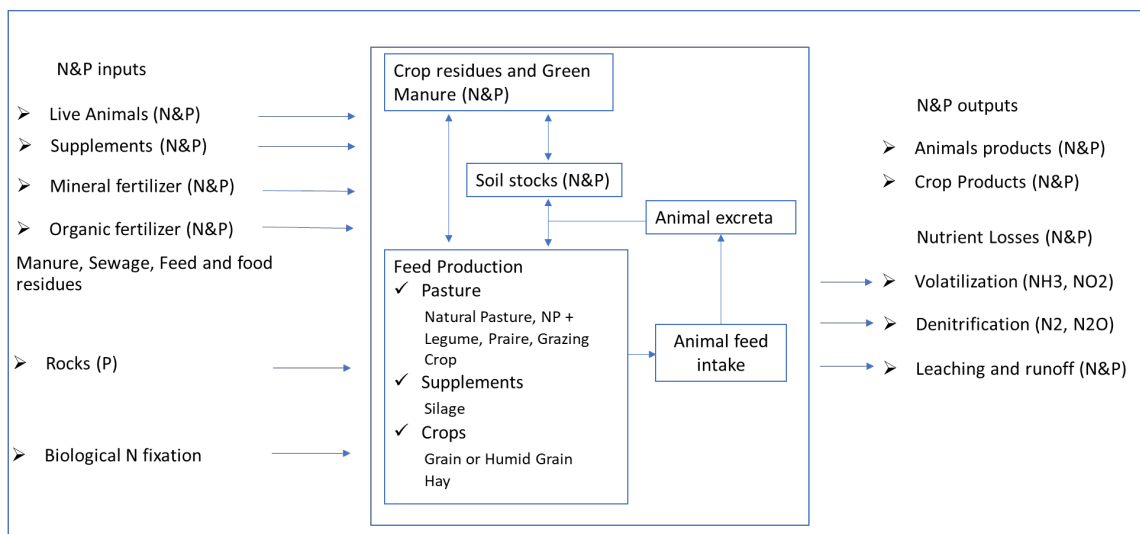 N&P inputs
➢ Live Animals (N&P)
➢ Supplements (N&P)
➢ Mineral fertilizer (N&P)
➢ Organic fertilizer (N&P)
Manure, Sewage, Feed and food
residues
➢ Rocks (P)
➢ Biological N fixation
Crop residues and Green
Manure (N&P)
Soil stocks (N&P)
Animal excreta
Feed Production
✓ Pasture
Natural Pasture, NP +
Legume, Praire, Grazing
Crop
✓ Supplements
Silage
✓ Crops
Grain or Humid Grain
Hay
Animal feed
intake
N&P outputs
➢ Animals products (N&P)
➢ Crop Products (N&P)
Nutrient Losses (N&P)
➢ Volatilization (NH3, NO2)
➢ Denitrification (N2, N2O)
➢ Leaching and runoff (N&P)